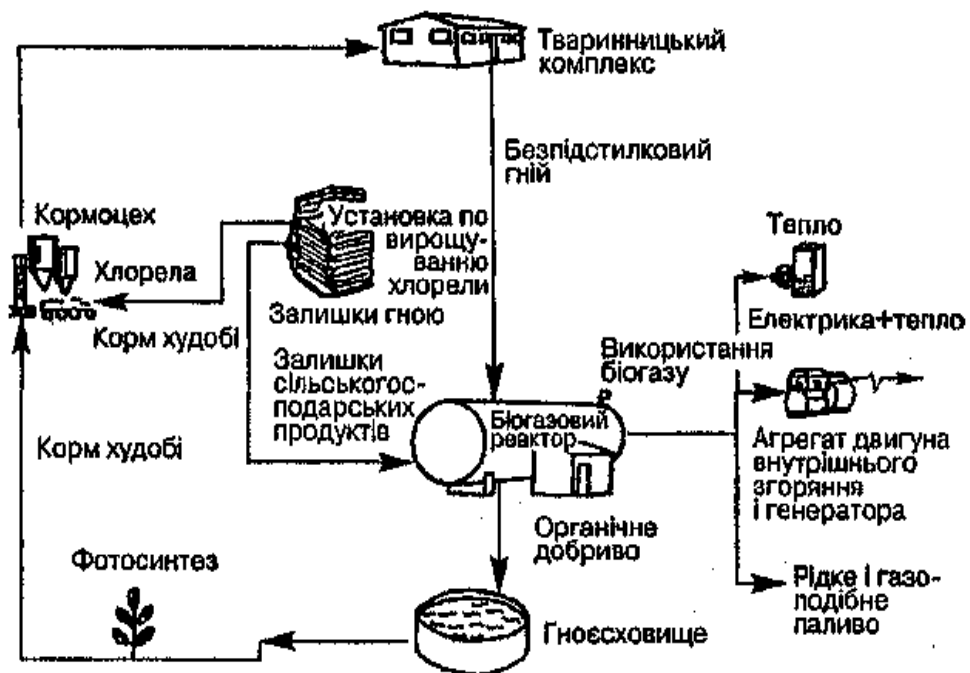 Тваринницький
комплекс
Безпідстилковий
гній
Кормоцех
Установка по
вирощу-
ванню
хлорели
Хлорела
Залишки гною
Корм худобі
Тепло
Електрика+тепло
Залишки
сільськогос-
подарських
продуктів
Використання
біогазу
Біогазовий
реактор
Корм худобі
Агрегат двигуна
внутрішнього
згоряння
і генератора
Органічне
добриво
Фотосинтез
Гноєсховище
Рідке і газо-
подібне
паливо